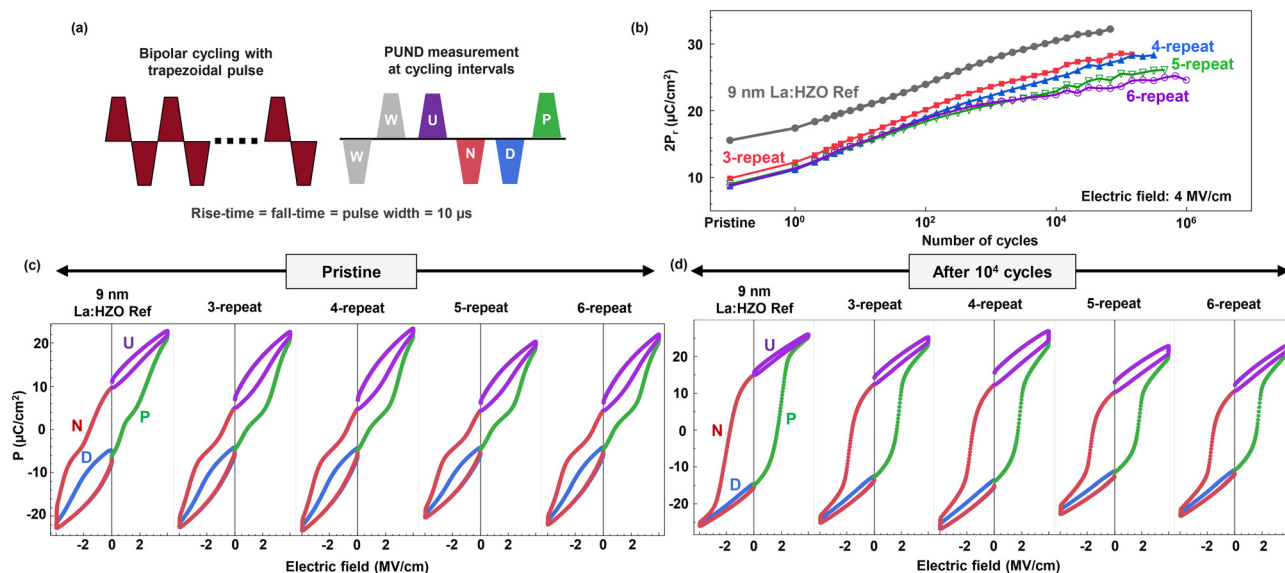 (a)
Bipolar cycling with
trapezoidal pulse
PUND measurement
at cycling intervals
W
W
U
N
D
P
Rise-time = fall-time = pulse width = 10 µs
(b)
2Pr (µC/cm²)
30
20
10
9 nm La:HZO Ref
3-repeat
4-repeat
5-repeat
6-repeat
Electric field: 4 MV/cm
Pristine
10⁰
10²
10⁴
10⁶
Number of cycles
(c)
Pristine
9 nm
La:HZO Ref
3-repeat
4-repeat
5-repeat
6-repeat
P (µC/cm²)
20
10
0
-10
-20
U
N
P
D
-2 0 2
-2 0 2
-2 0 2
-2 0 2
-2 0 2
Electric field (MV/cm)
(d)
After 10⁴ cycles
9 nm
La:HZO Ref
3-repeat
4-repeat
5-repeat
6-repeat
20
10
0
-10
-20
U
N
P
D
-2 0 2
-2 0 2
-2 0 2
-2 0 2
-2 0 2
Electric field (MV/cm)